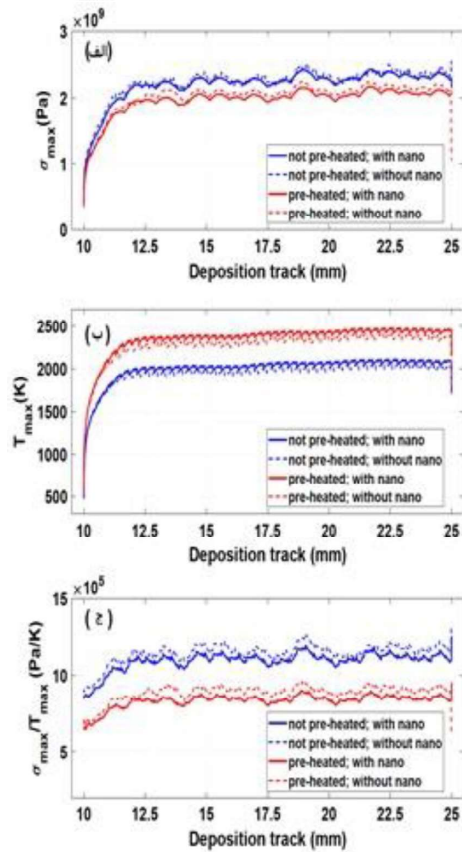 ×10⁹
(الف)
3
2
1
0
σmax(Pa)
not pre-heated; with nano
not pre-heated; without nano
pre-heated; with nano
pre-heated; without nano
10 12.5 15 17.5 20 22.5 25
Deposition track (mm)
(ب)
2500
2000
1500
1000
500
Tmax(K)
not pre-heated; with nano
not pre-heated; without nano
pre-heated; with nano
pre-heated; without nano
10 12.5 15 17.5 20 22.5 25
Deposition track (mm)
×10⁵
(ج)
15
10
5
σmax/Tmax (Pa/K)
not pre-heated; with nano
not pre-heated; without nano
pre-heated; with nano
pre-heated; without nano
10 12.5 15 17.5 20 22.5 25
Deposition track (mm)